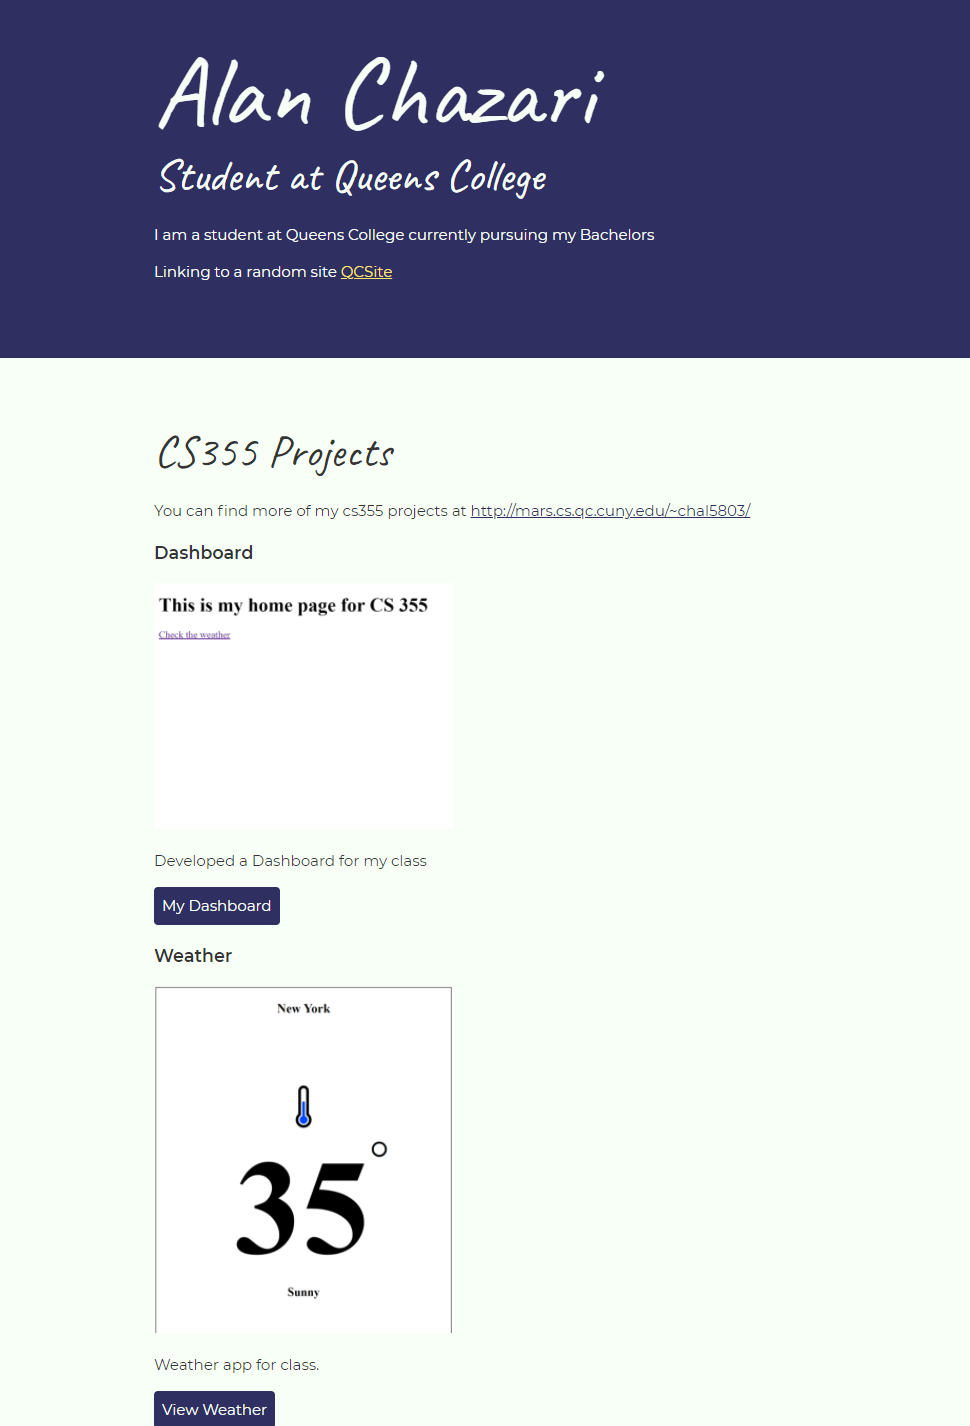 Alan Chazari
Student at Queens College
I am a student at Queens College currently pursuing my Bachelors
Linking to a random site QCSite
CS355 Projects
You can find more of my cs355 projects at http://mars.cs.qc.cuny.edu/~chal5803/
Dashboard
This is my home page for CS 355
Check the weather
Developed a Dashboard for my class
My Dashboard
Weather
New York
35°
Sunny
Weather app for class.
View Weather